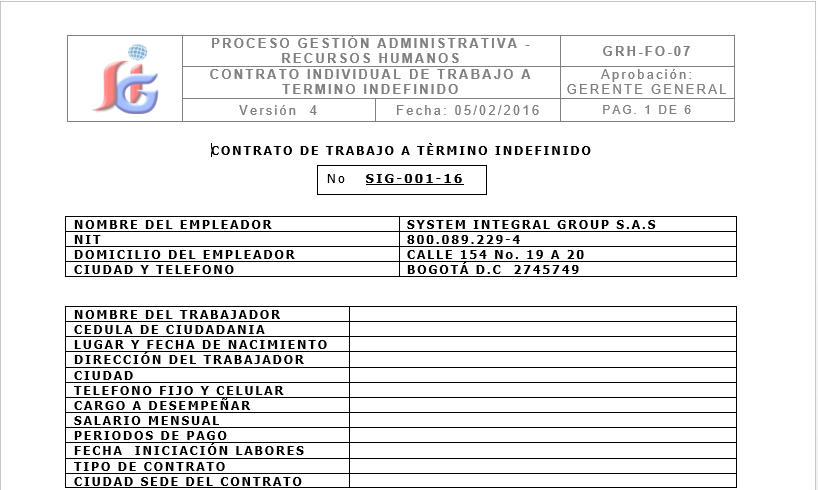 PROCESO GESTIÓN ADMINISTRATIVA -
RECURSOS HUMANOS
GRH-FO-07
CONTRATO INDIVIDUAL DE TRABAJO A
TERMINO INDEFINIDO
Aprobación:
GERENTE GENERAL
Versión 4
Fecha: 05/02/2016
PAG. 1 DE 6
CONTRATO DE TRABAJO A TÈRMINO INDEFINIDO
No SIG-001-16
NOMBRE DEL EMPLEADOR SYSTEM INTEGRAL GROUP S.A.S
NIT 800.089.229-4
DOMICILIO DEL EMPLEADOR CALLE 154 No. 19 A 20
CIUDAD Y TELEFONO BOGOTÁ D.C 2745749
NOMBRE DEL TRABAJADOR
CEDULA DE CIUDADANIA
LUGAR Y FECHA DE NACIMIENTO
DIRECCIÓN DEL TRABAJADOR
CIUDAD
TELEFONO FIJO Y CELULAR
CARGO A DESEMPEÑAR
SALARIO MENSUAL
PERIODOS DE PAGO
FECHA INICIACIÓN LABORES
TIPO DE CONTRATO
CIUDAD SEDE DEL CONTRATO